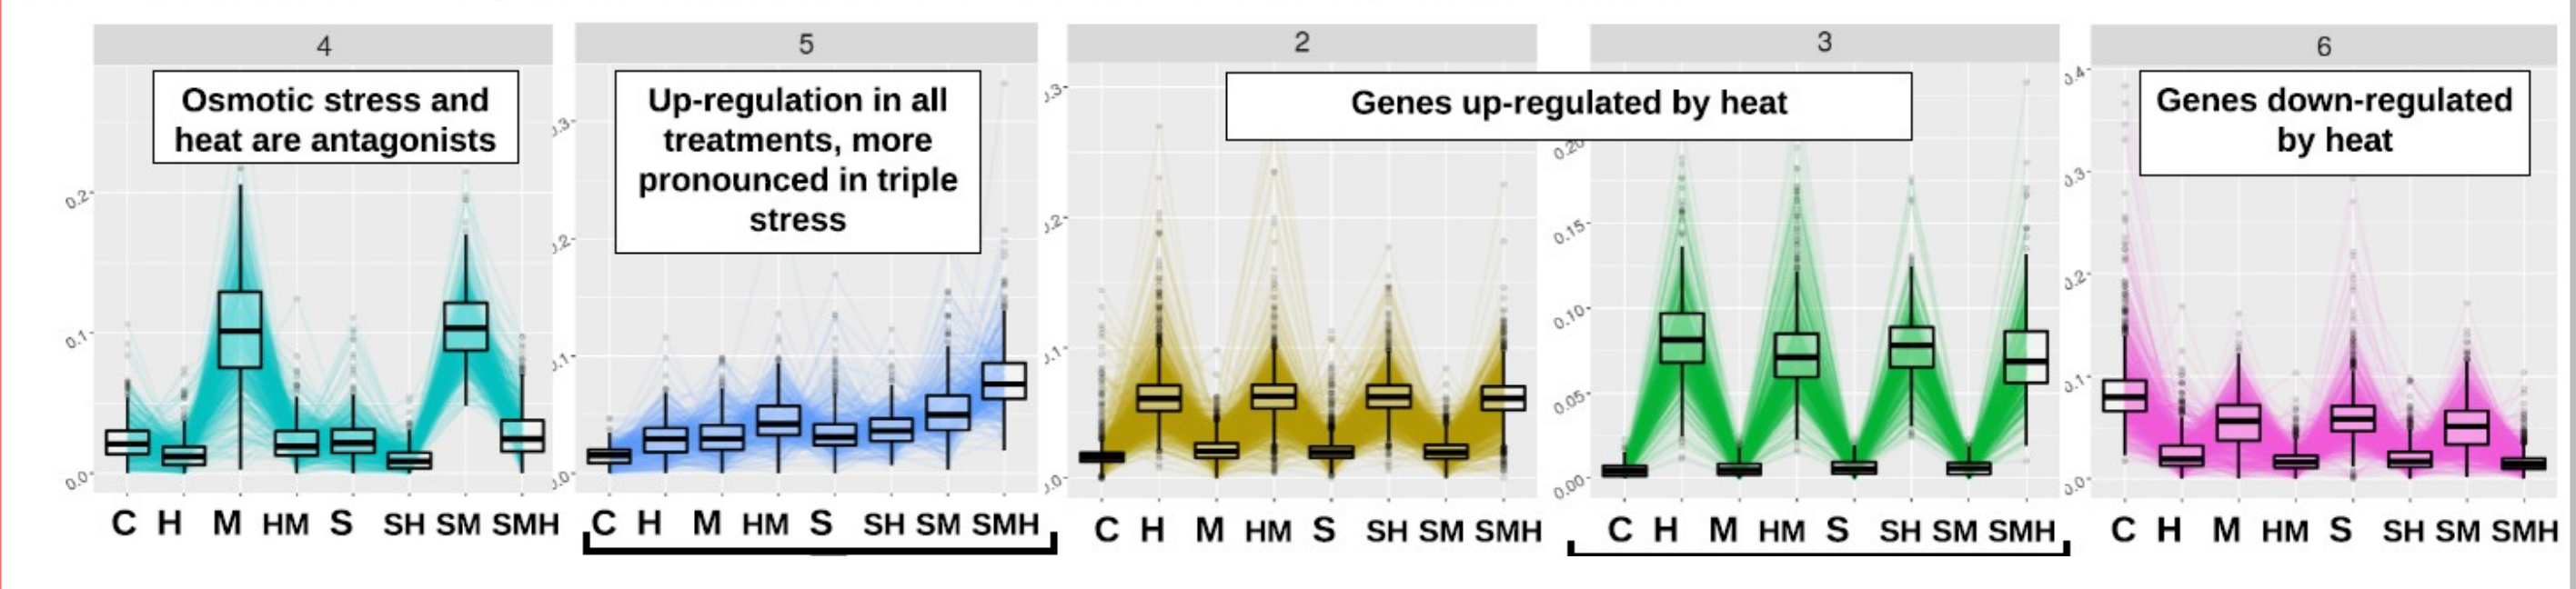 4
5
2
3
6
Osmotic stress and
heat are antagonists
Up-regulation in all
treatments, more
pronounced in triple
stress
Genes up-regulated by heat
Genes down-regulated
by heat
0.2
0.1
0.0
0.20
0.15
0.10
0.05
0.00
C H M HM S SH SM SMH
C H M HM S SH SM SMH
C H M HM S SH SM SMH
C H M HM S SH SM SMH
C H M HM S SH SM SMH